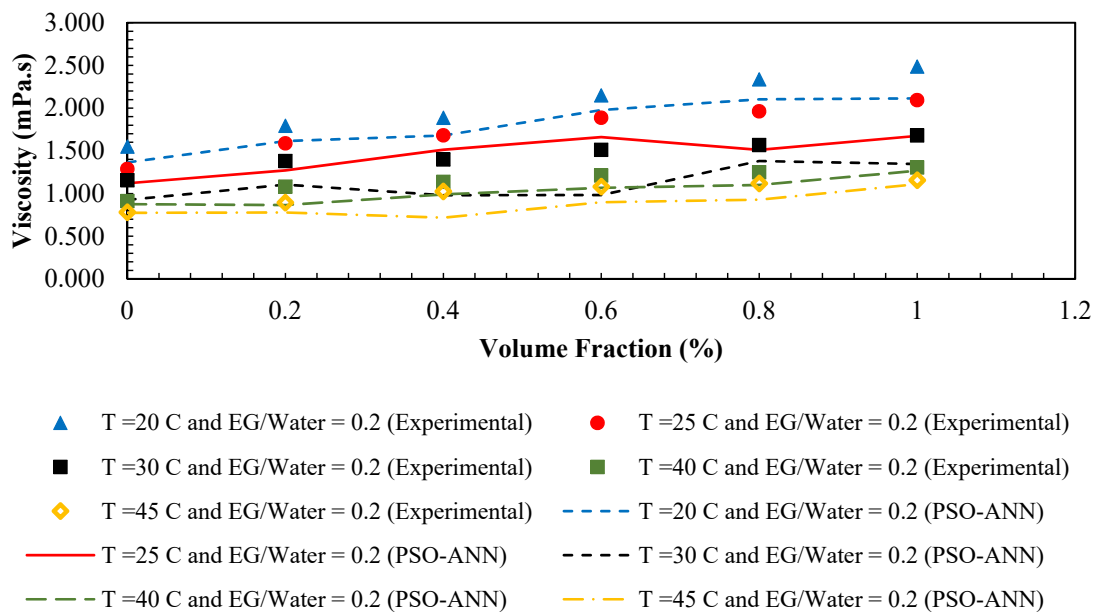 3.000
2.500
2.000
1.500
1.000
0.500
0.000
Viscosity (mPa.s)
0 0.2 0.4 0.6 0.8 1 1.2
Volume Fraction (%)
T =20 C and EG/Water = 0.2 (Experimental) T =25 C and EG/Water = 0.2 (Experimental)
T =30 C and EG/Water = 0.2 (Experimental) T =40 C and EG/Water = 0.2 (Experimental)
T =45 C and EG/Water = 0.2 (Experimental) T =20 C and EG/Water = 0.2 (PSO-ANN)
T =25 C and EG/Water = 0.2 (PSO-ANN) T =30 C and EG/Water = 0.2 (PSO-ANN)
T =40 C and EG/Water = 0.2 (PSO-ANN) T =45 C and EG/Water = 0.2 (PSO-ANN)